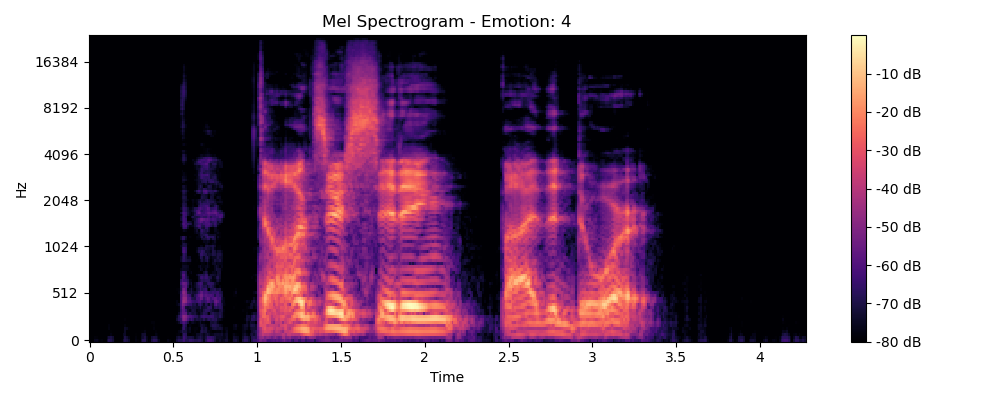 Mel Spectrogram - Emotion: 4
16384
8192
4096
2048
1024
512
0
Hz
0 0.5 1 1.5 2 2.5 3 3.5 4
Time
-10 dB
-20 dB
-30 dB
-40 dB
-50 dB
-60 dB
-70 dB
-80 dB